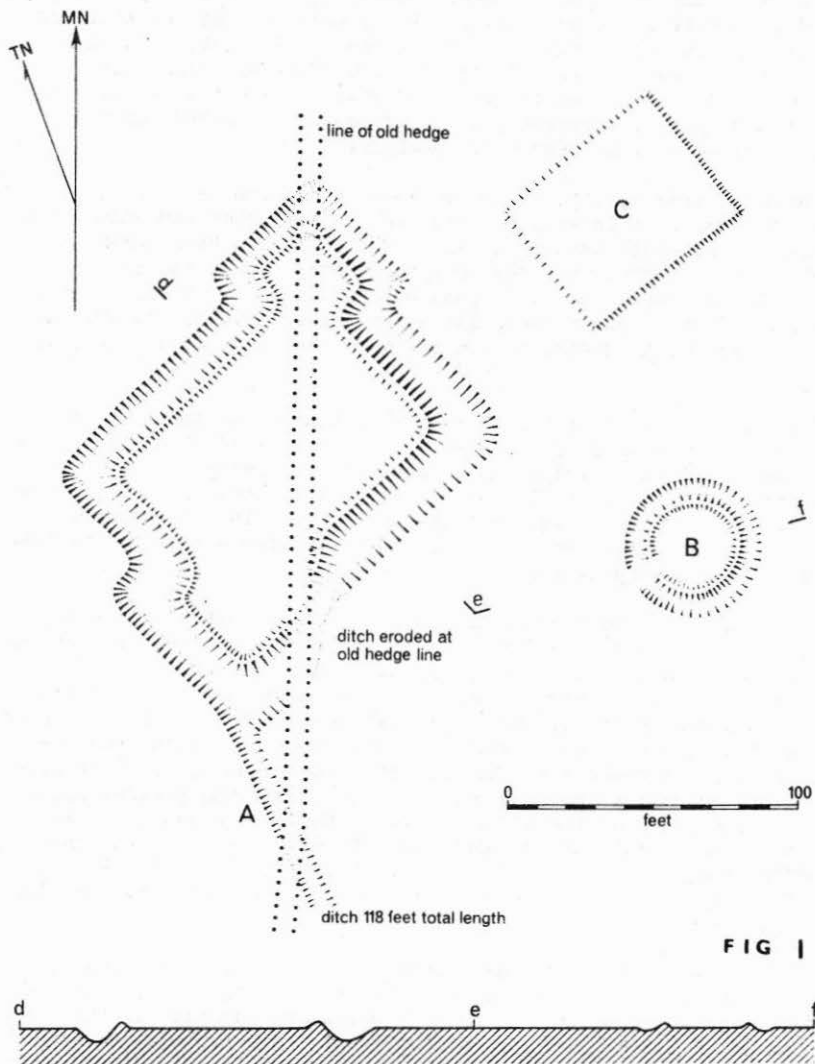 MN
TN
line of old hedge
C
d
B
f
e
ditch eroded at
old hedge line
0 100
feet
A
ditch 118 feet total length
FIG 1
d e f